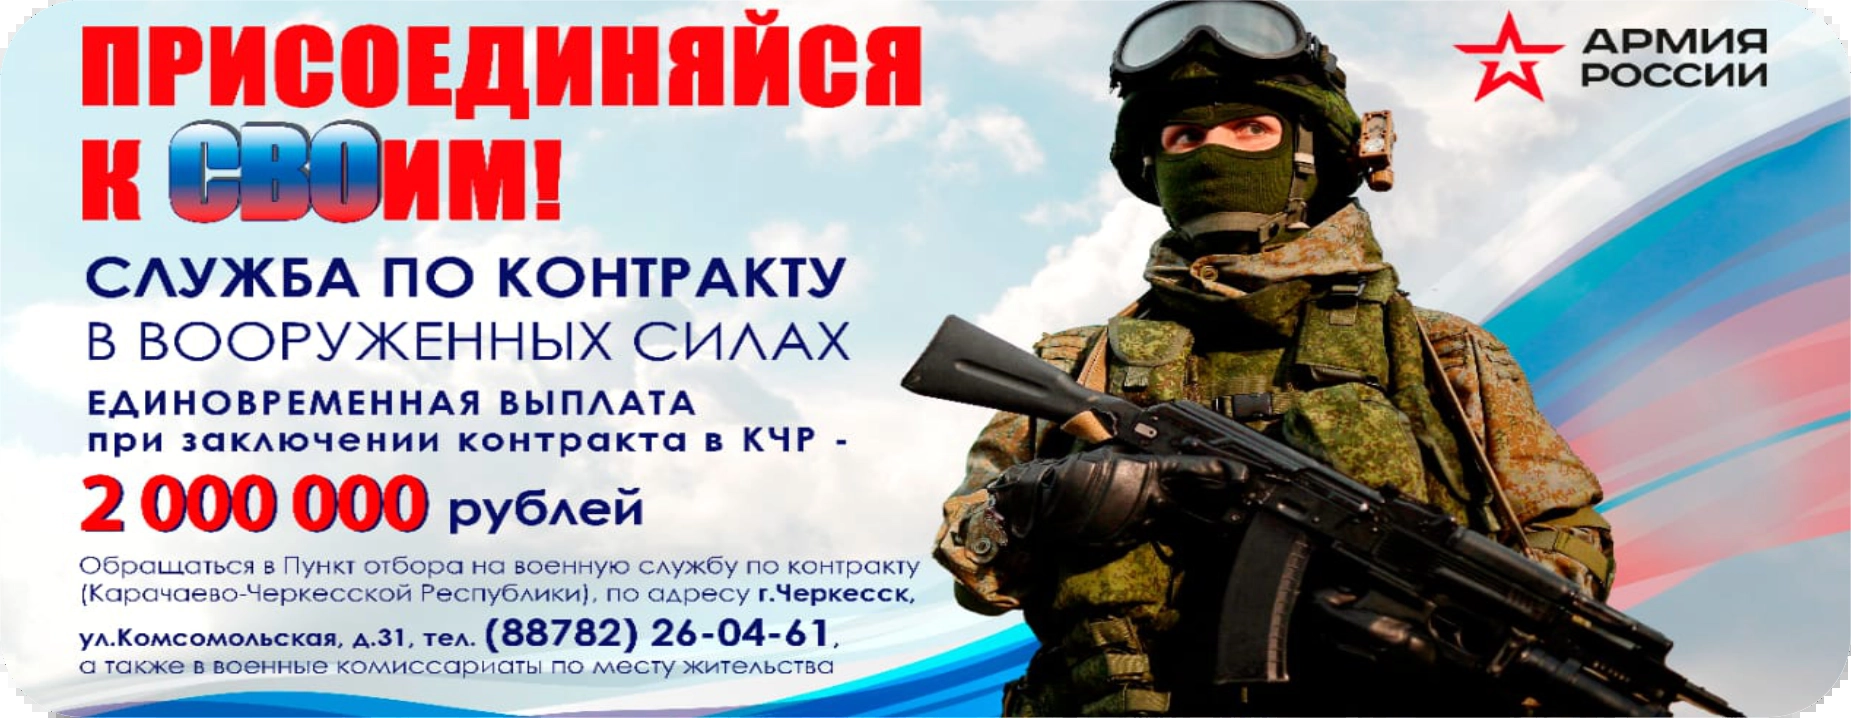 ПРИСОЕДИНЯЙСЯ
К СВОИМ!
СЛУЖБА ПО КОНТРАКТУ
В ВООРУЖЕННЫХ СИЛАХ
ЕДИНОВРЕМЕННАЯ ВЫПЛАТА
при заключении контракта в КЧР -
2 000 000 рублей
Обращаться в Пункт отбора на военную службу по контракту
(Карачаево-Черкесской Республики), по адресу г.Черкесск,
ул.Комсомольская, д.31, тел. (88782) 26-04-61,
а также в военные комиссариаты по месту жительства
АРМИЯ
РОССИИ